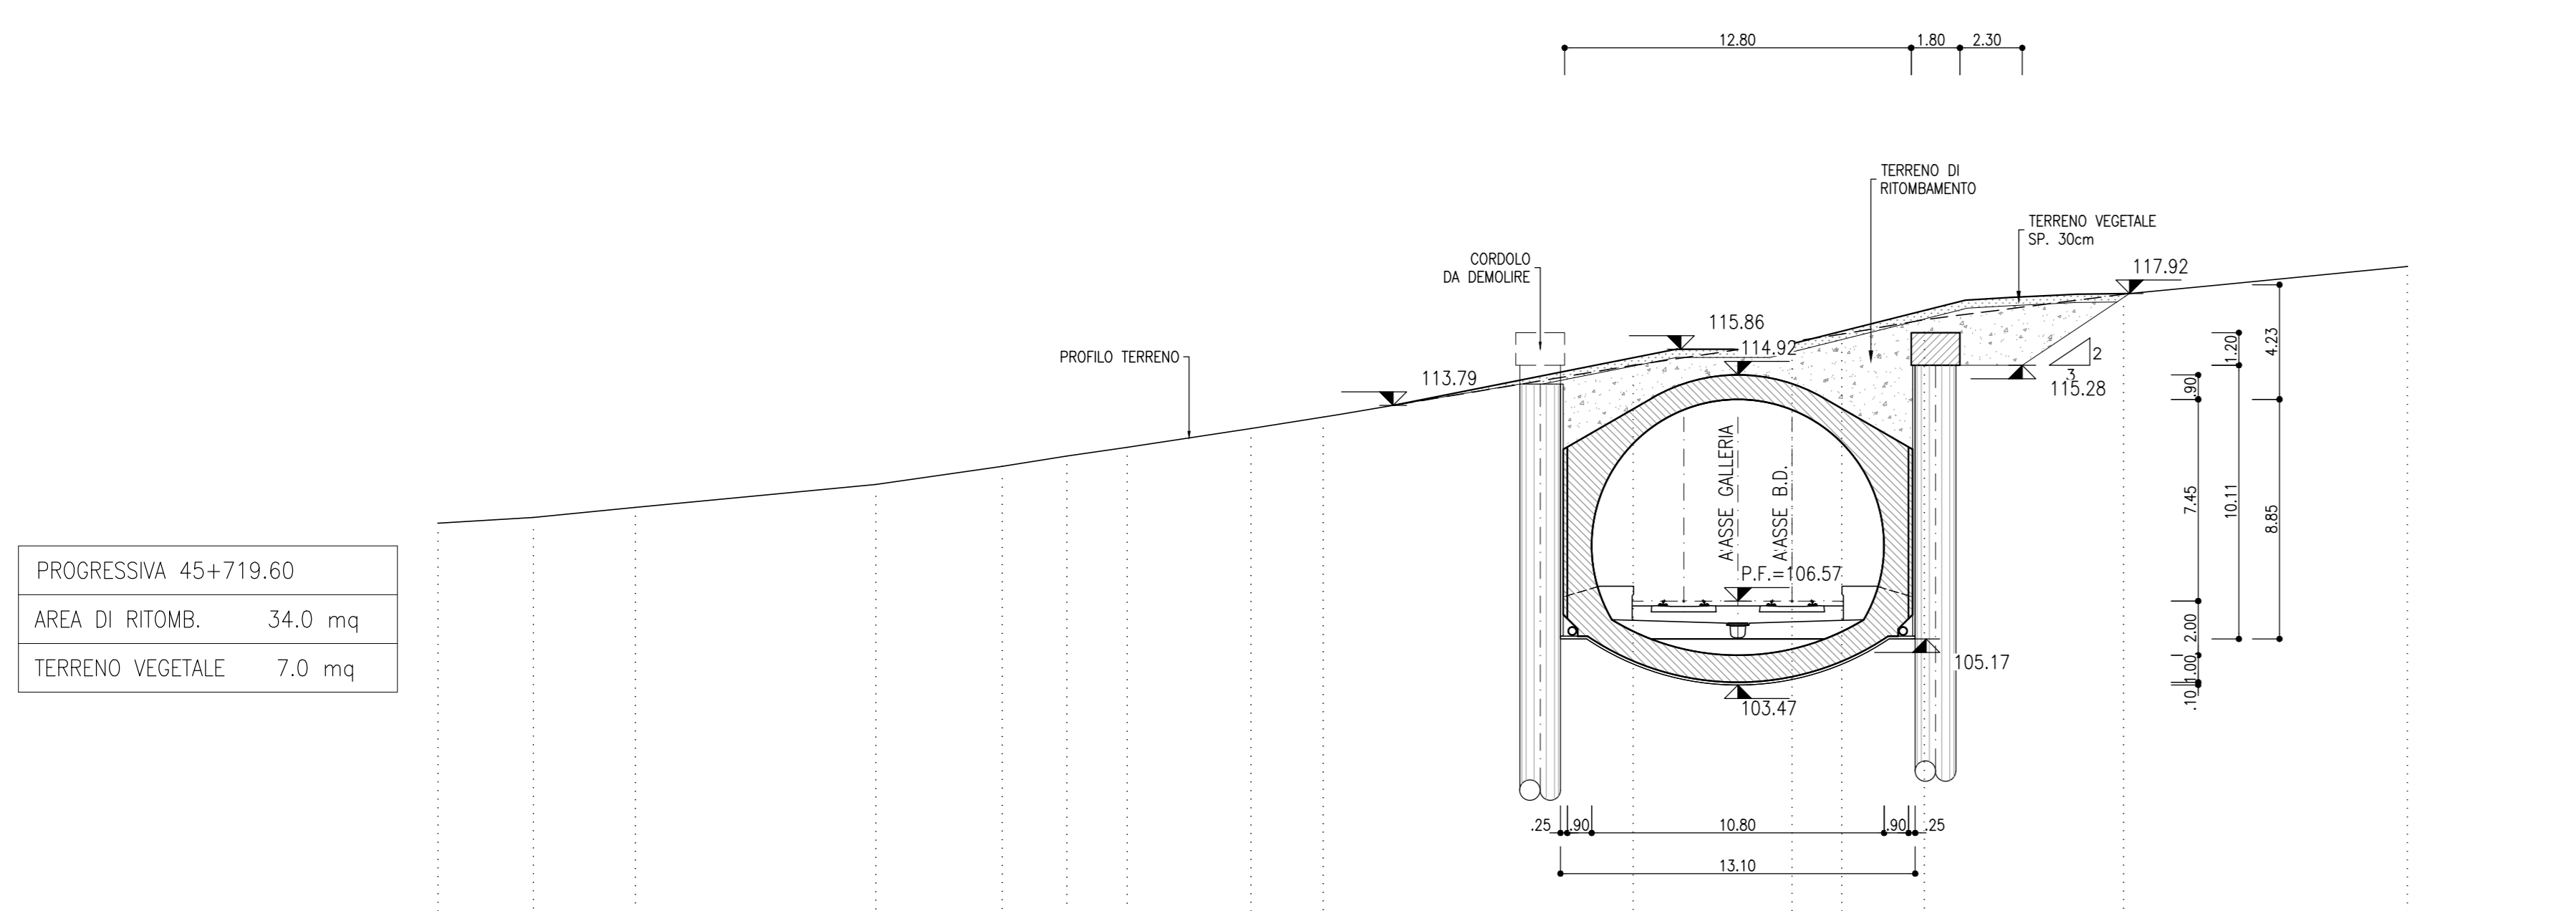 12.80
1.80
2.30
TERRENO DI
RITOMBAMENTO
TERRENO VEGETALE
SP. 30cm
CORDOLO
DA DEMOLIRE
117.92
115.86
114.92
PROFILO TERRENO
113.79
2
3
115.28
1.20
4.23
.90
7.45
10.11
8.85
2.00
1.00
.10
A'ASSE GALLERIA
A'ASSE B.D.
P.F.=106.57
105.17
103.47
PROGRESSIVA 45+719.60
AREA DI RITOMB. 34.0 mq
TERRENO VEGETALE 7.0 mq
.25
.90
10.80
.90
.25
13.10